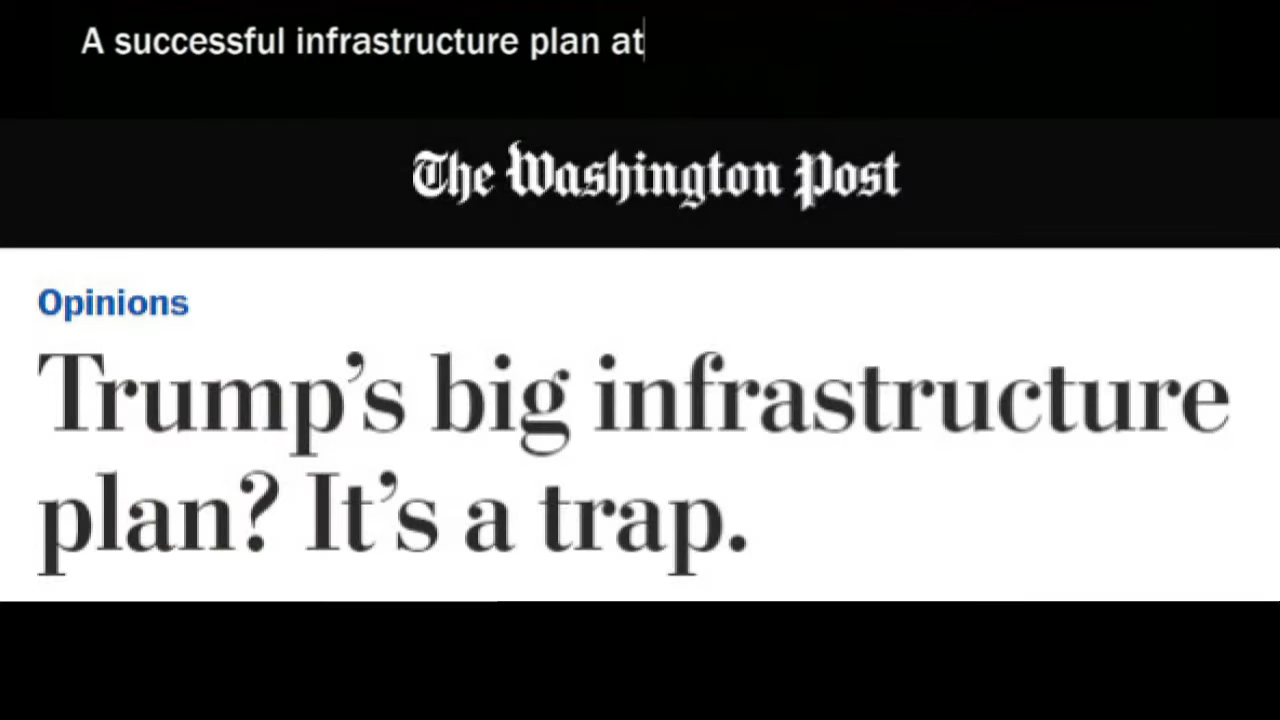 A successful infrastructure plan at
The Washington Post
Opinions
Trump’s big infrastructure
plan? It’s a trap.